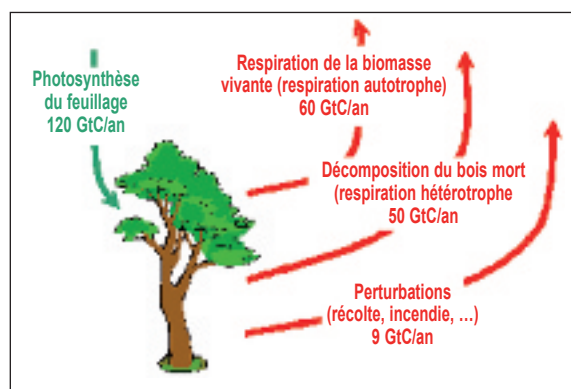 Photosynthèse
du feuillage
120 GtC/an
Respiration de la biomasse
vivante (respiration autotrophe)
60 GtC/an
Décomposition du bois mort
(respiration hétérotrophe
50 GtC/an
Perturbations
(récolte, incendie, …)
9 GtC/an